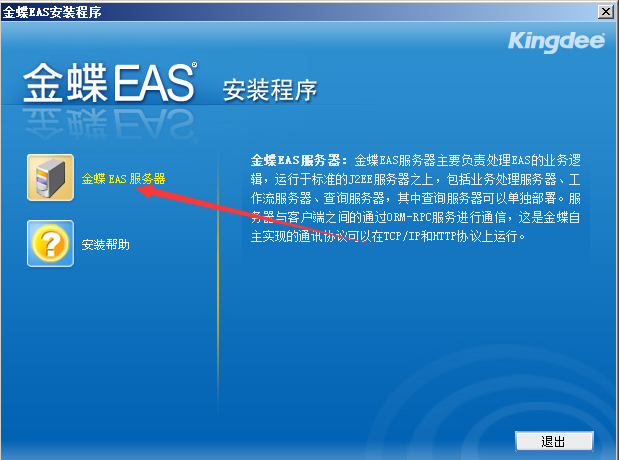 金蝶EAS安装程序
Kingdee
金蝶EAS 安装程序
金蝶 EAS 服务器
安装帮助
金蝶EAS服务器：金蝶EAS服务器主要负责处理EAS的业务逻
辑，运行于标准的J2EE服务器之上，包括业务处理服务器、工
作流服务器、查询服务器，其中查询服务器可以单独部署。服
务器与客户端之间的通过ORM-RPC服务进行通信，这是金蝶自
主实现的通讯协议可以在TCP/IP和HTTP协议上运行。
退出